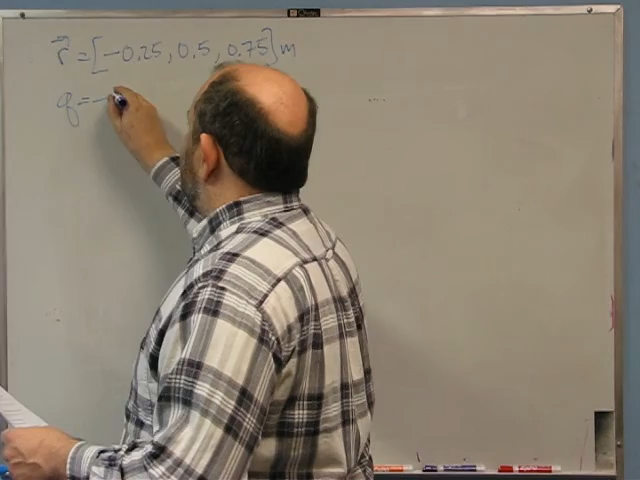 r⃗ = [-0.25, 0.5, 0.75] m
q = -